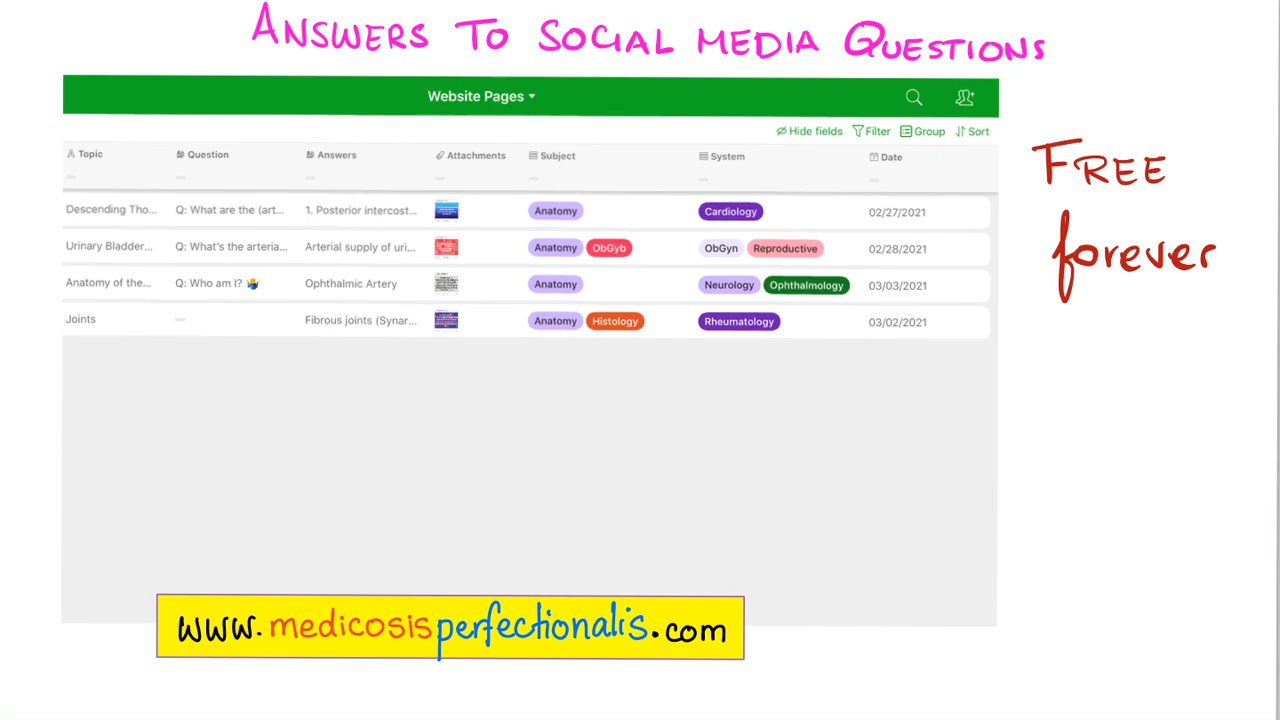 ANSWERS TO SOCIAL MEDIA QUESTIONS
Website Pages
Hide fields Filter Group Sort
Topic Question Answers Attachments Subject System Date
Descending Tho... Q: What are the (art... 1. Posterior intercost... Anatomy Cardiology 02/27/2021
Urinary Bladder... Q: What's the arteria... Arterial supply of uri... Anatomy ObGyb ObGyn Reproductive 02/28/2021
Anatomy of the... Q: Who am I? 🤷‍♂️ Ophthalmic Artery Anatomy Neurology Ophthalmology 03/03/2021
Joints Fibrous joints (Synar... Anatomy Histology Rheumatology 03/02/2021
FREE
forever
www.medicosisperfectionalis.com